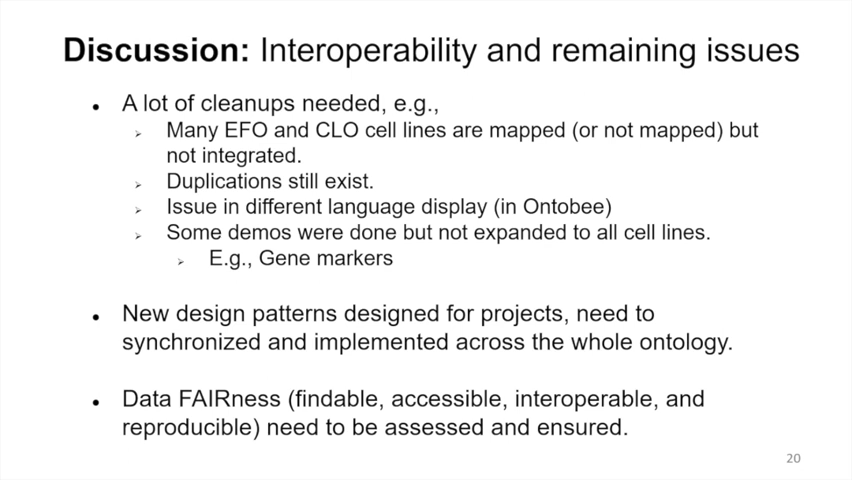 Discussion: Interoperability and remaining issues
• A lot of cleanups needed, e.g.,
➢ Many EFO and CLO cell lines are mapped (or not mapped) but
not integrated.
➢ Duplications still exist.
➢ Issue in different language display (in Ontobee)
➢ Some demos were done but not expanded to all cell lines.
➢ E.g., Gene markers
• New design patterns designed for projects, need to
synchronized and implemented across the whole ontology.
• Data FAIRness (findable, accessible, interoperable, and
reproducible) need to be assessed and ensured.
20